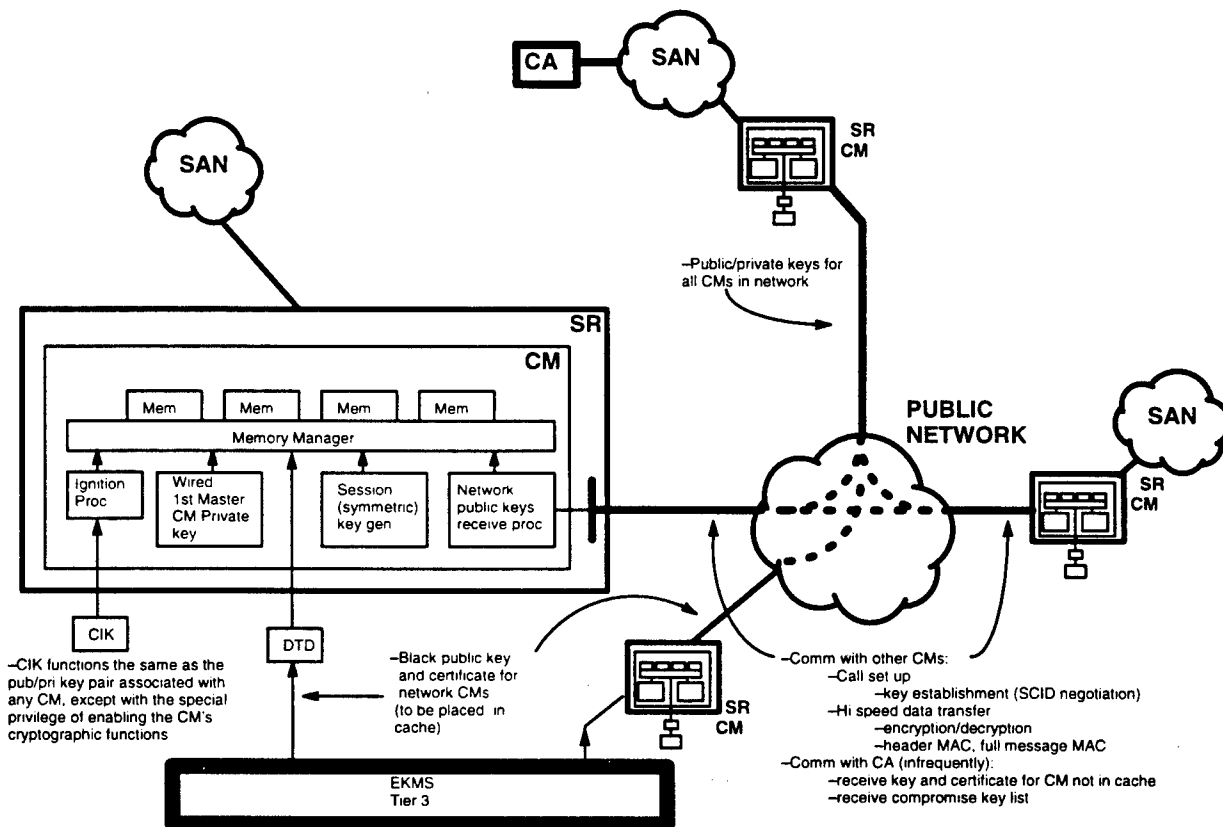 CA
SAN
SR
CM
SAN
–Public/private keys for
all CMs in network
SR
CM
Mem
Mem
Mem
Mem
Memory Manager
Ignition
Proc
Wired
1st Master
CM Private
key
Session
(symmetric)
key gen
Network
public keys
receive proc
PUBLIC
NETWORK
SAN
SR
CM
CIK
–CIK functions the same as the
pub/pri key pair associated with
any CM, except with the special
privilege of enabling the CM's
cryptographic functions
DTD
–Black public key
and certificate for
network CMs
(to be placed in
cache)
SR
CM
–Comm with other CMs:
–Call set up
–key establishment (SCID negotiation)
–Hi speed data transfer
–encryption/decryption
–header MAC, full message MAC
–Comm with CA (infrequently):
–receive key and certificate for CM not in cache
–receive compromise key list
EKMS
Tier 3